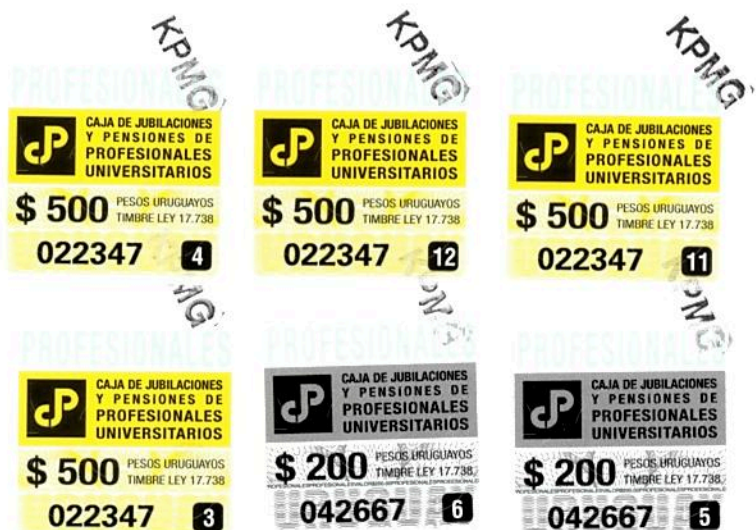 KPMG
PROFESIONALES
CAJA DE JUBILACIONES
Y PENSIONES DE
PROFESIONALES
UNIVERSITARIOS
$ 500 PESOS URUGUAYOS
TIMBRE LEY 17.738
022347 4
KPMG
PROFESIONALES
CAJA DE JUBILACIONES
Y PENSIONES DE
PROFESIONALES
UNIVERSITARIOS
$ 500 PESOS URUGUAYOS
TIMBRE LEY 17.738
022347 12
KPMG
PROFESIONALES
CAJA DE JUBILACIONES
Y PENSIONES DE
PROFESIONALES
UNIVERSITARIOS
$ 500 PESOS URUGUAYOS
TIMBRE LEY 17.738
022347 11
PROFESIONALES
CAJA DE JUBILACIONES
Y PENSIONES DE
PROFESIONALES
UNIVERSITARIOS
$ 500 PESOS URUGUAYOS
TIMBRE LEY 17.738
022347 3
PROFESIONALES
CAJA DE JUBILACIONES
Y PENSIONES DE
PROFESIONALES
UNIVERSITARIOS
$ 200 PESOS URUGUAYOS
TIMBRE LEY 17.738
042667 6
PROFESIONALES
CAJA DE JUBILACIONES
Y PENSIONES DE
PROFESIONALES
UNIVERSITARIOS
$ 200 PESOS URUGUAYOS
TIMBRE LEY 17.738
042667 5